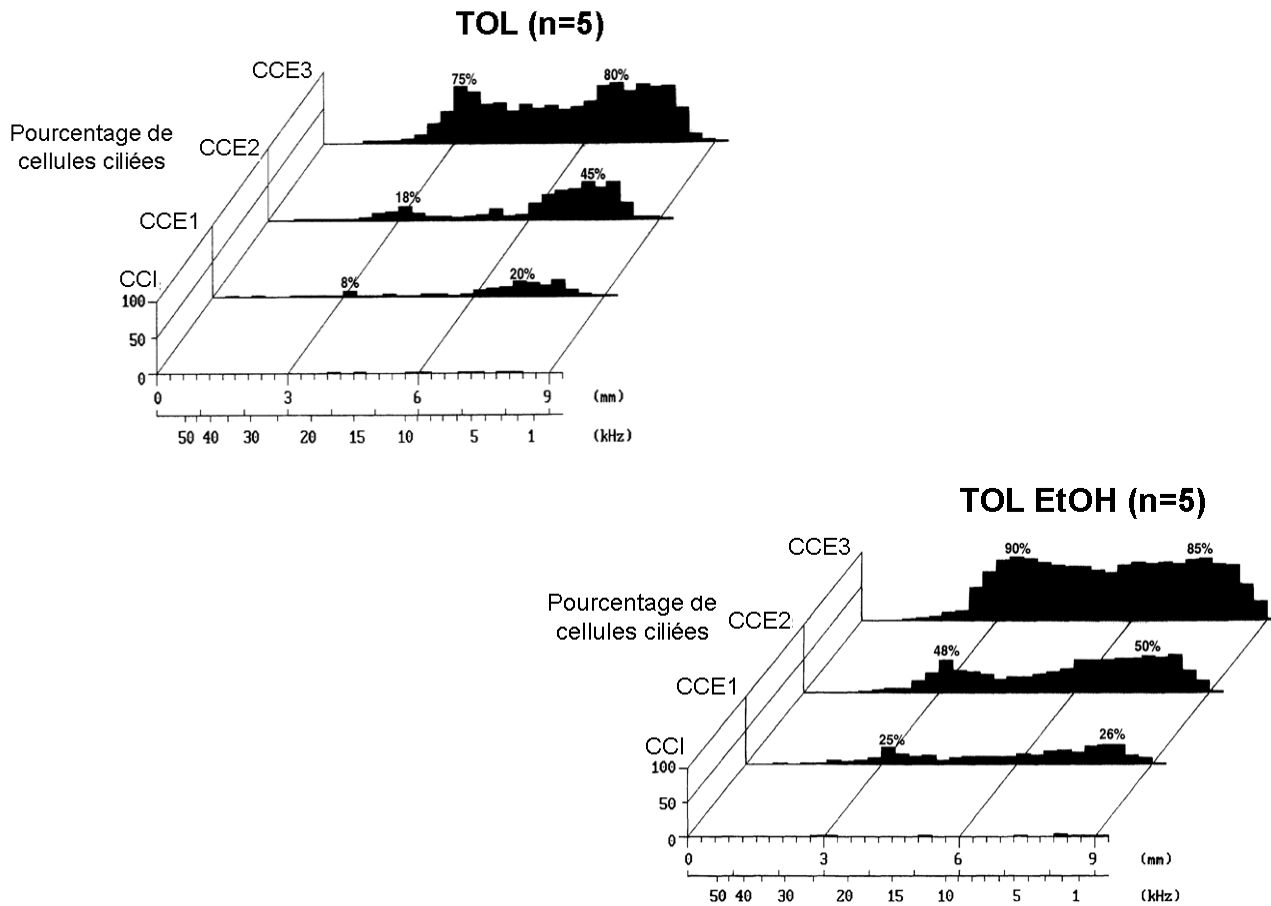 TOL (n=5)
CCE3
75%
80%
Pourcentage de
cellules ciliées
CCE2
18%
45%
CCE1
8%
20%
CCI
100
50
0
0 3 6 9 (mm)
50 40 30 20 15 10 5 1 (kHz)
TOL EtOH (n=5)
CCE3
90%
85%
Pourcentage de
cellules ciliées
CCE2
48%
50%
CCE1
25%
26%
CCI
100
50
0
0 3 6 9 (mm)
50 40 30 20 15 10 5 1 (kHz)